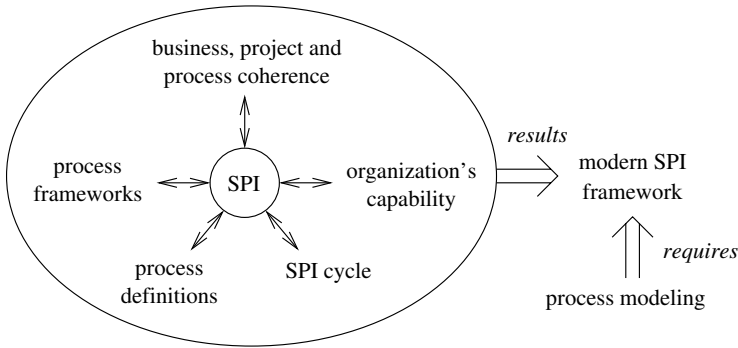 business, project and
process coherence
results
process
frameworks
SPI
organization's
capability
modern SPI
framework
process
definitions
SPI cycle
requires
process modeling